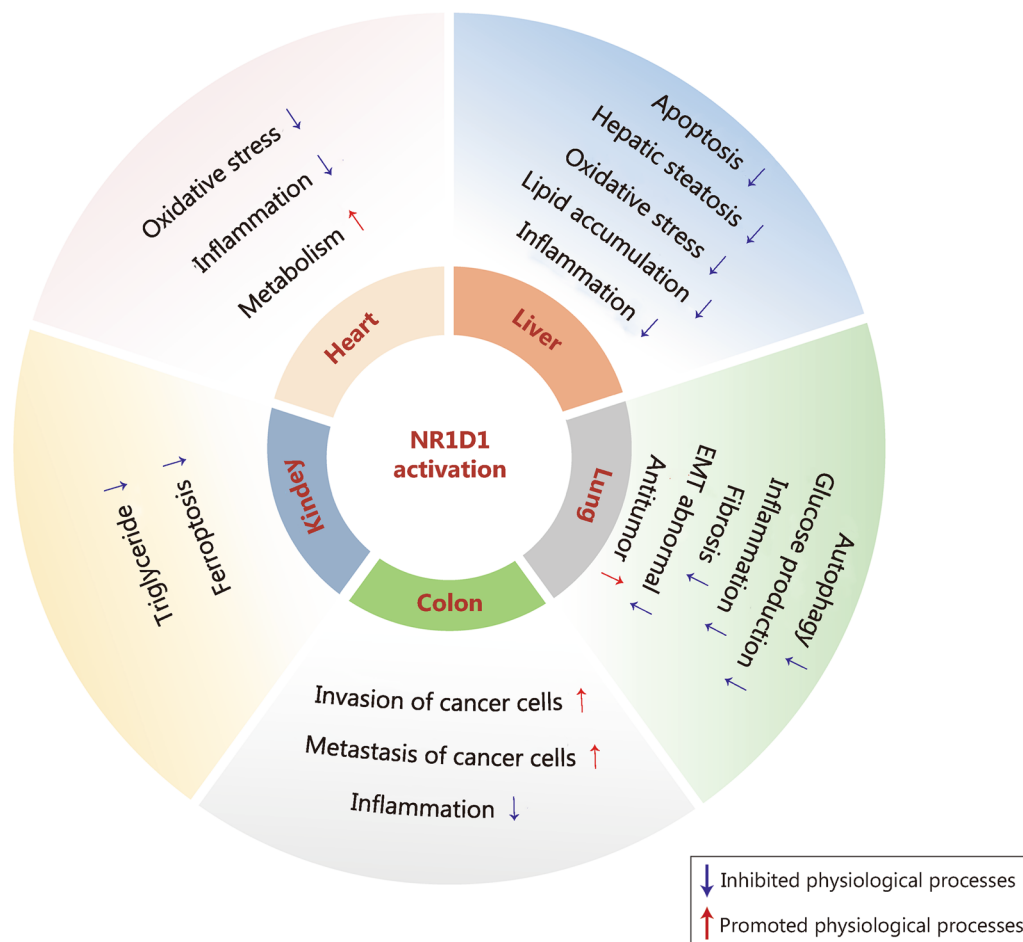 Oxidative stress ↓
Inflammation ↓
Metabolism ↑
Heart
Apoptosis ↓
Hepatic steatosis ↓
Oxidative stress ↓
Lipid accumulation ↓
Inflammation ↓
Liver
NR1D1
activation
Kindey
Ferroptosis ↓
Triglyceride ↓
Lung
Antitumor ↑
EMT abnormal ↓
Fibrosis ↓
Inflammation ↓
Glucose production ↓
Autophagy ↓
Colon
Invasion of cancer cells ↑
Metastasis of cancer cells ↑
Inflammation ↓
↓ Inhibited physiological processes
↑ Promoted physiological processes